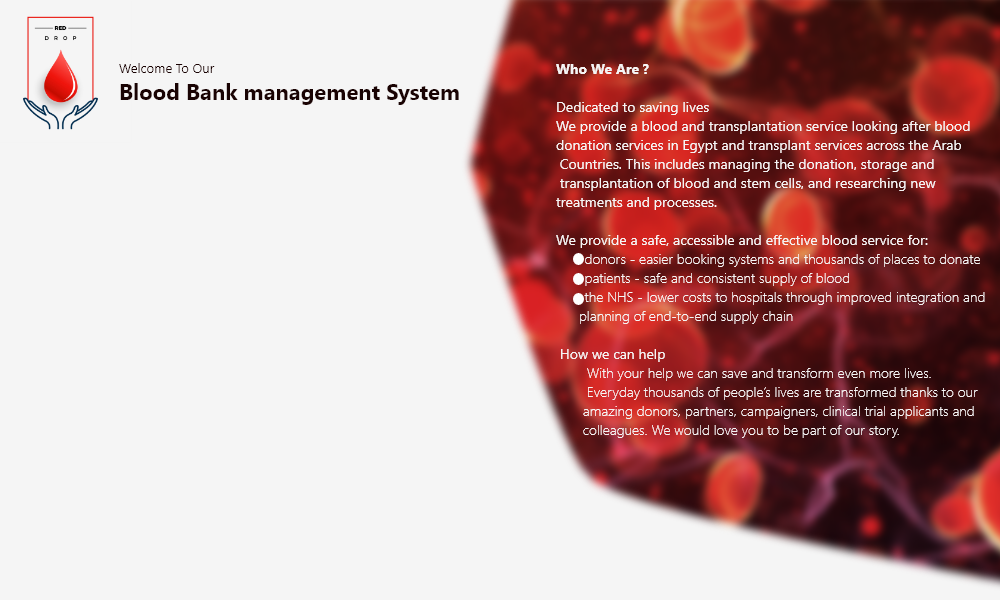 RED
DROP
Welcome To Our
Blood Bank management System
Who We Are ?
Dedicated to saving lives
We provide a blood and transplantation service looking after blood
donation services in Egypt and transplant services across the Arab
Countries. This includes managing the donation, storage and
transplantation of blood and stem cells, and researching new
treatments and processes.
We provide a safe, accessible and effective blood service for:
●donors - easier booking systems and thousands of places to donate
●patients - safe and consistent supply of blood
●the NHS - lower costs to hospitals through improved integration and
planning of end-to-end supply chain
How we can help
With your help we can save and transform even more lives.
Everyday thousands of people’s lives are transformed thanks to our
amazing donors, partners, campaigners, clinical trial applicants and
colleagues. We would love you to be part of our story.